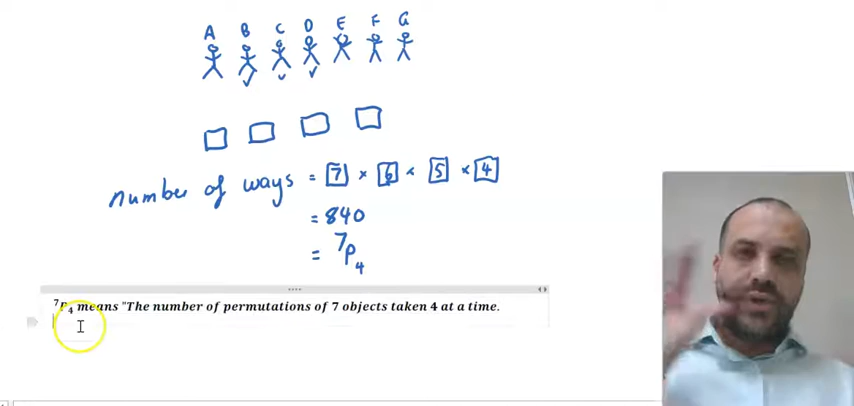 A B C D E F G
number of ways = 7 × 6 × 5 × 4
= 840
= ⁷P₄
⁷P₄ means "The number of permutations of 7 objects taken 4 at a time.